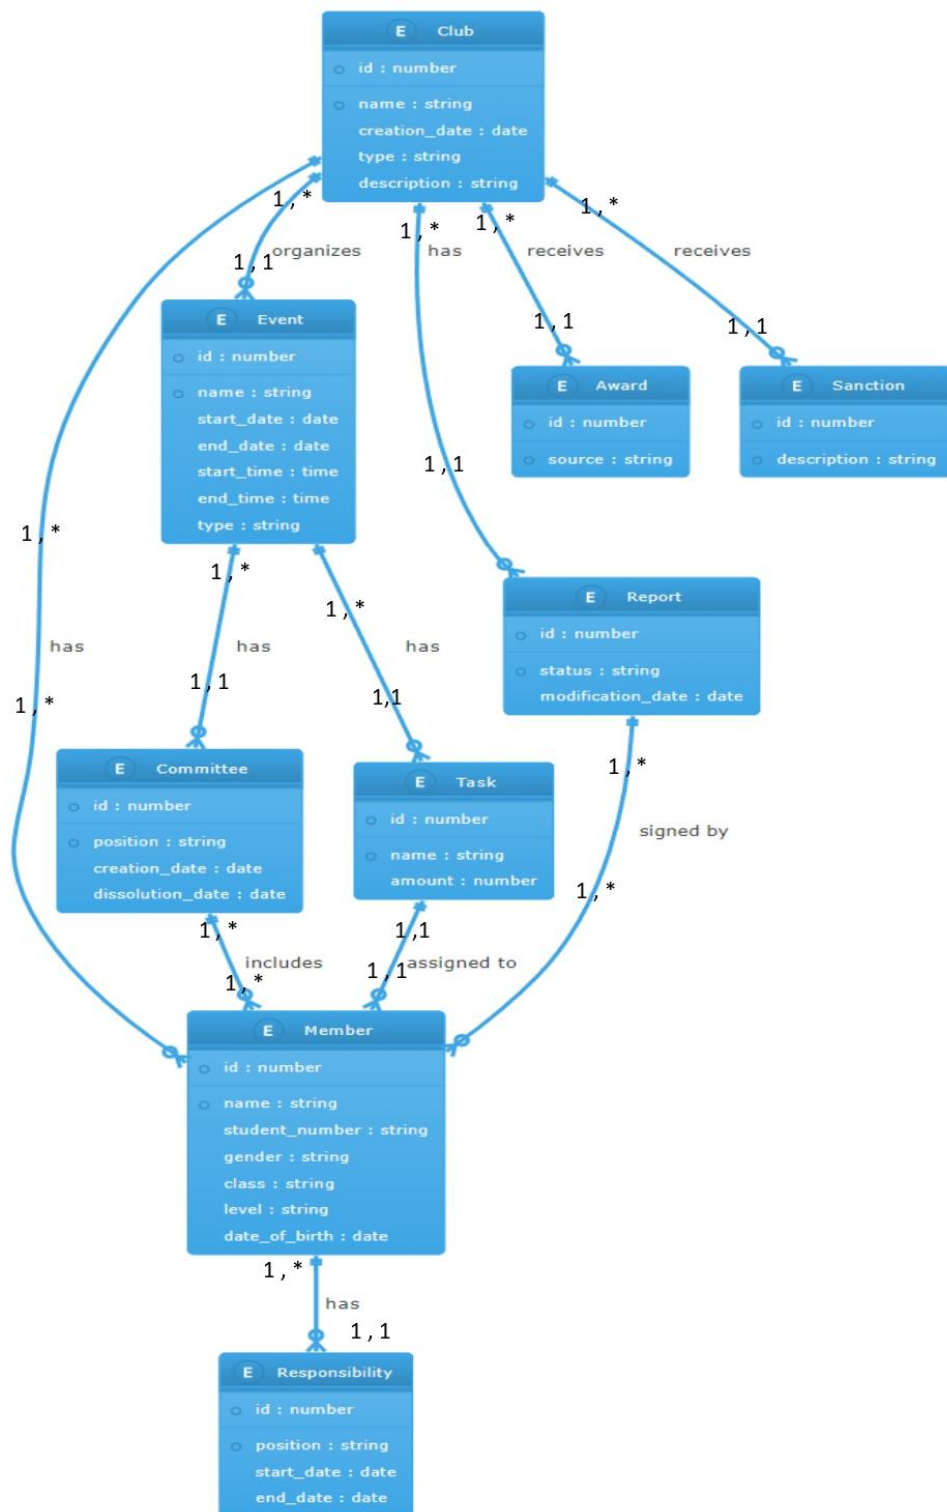 E Club
id : number
name : string
creation_date : date
type : string
description : string
1 , *
1 , *
1 , *
1 , *
organizes
has
receives
receives
1 , 1
E Event
id : number
name : string
start_date : date
end_date : date
start_time : time
end_time : time
type : string
1 , 1
1 , 1
E Award
id : number
source : string
E Sanction
id : number
description : string
1 , 1
1 , *
1 , *
1 , *
has
has
has
1 , 1
1,1
1 , *
E Report
id : number
status : string
modification_date : date
1 , *
signed by
1 , *
E Committee
id : number
position : string
creation_date : date
dissolution_date : date
E Task
id : number
name : string
amount : number
1 , *
includes
1 , *
1,1
assigned to
1 , 1
E Member
id : number
name : string
student_number : string
gender : string
class : string
level : string
date_of_birth : date
1 , *
has
1 , 1
E Responsibility
id : number
position : string
start_date : date
end_date : date